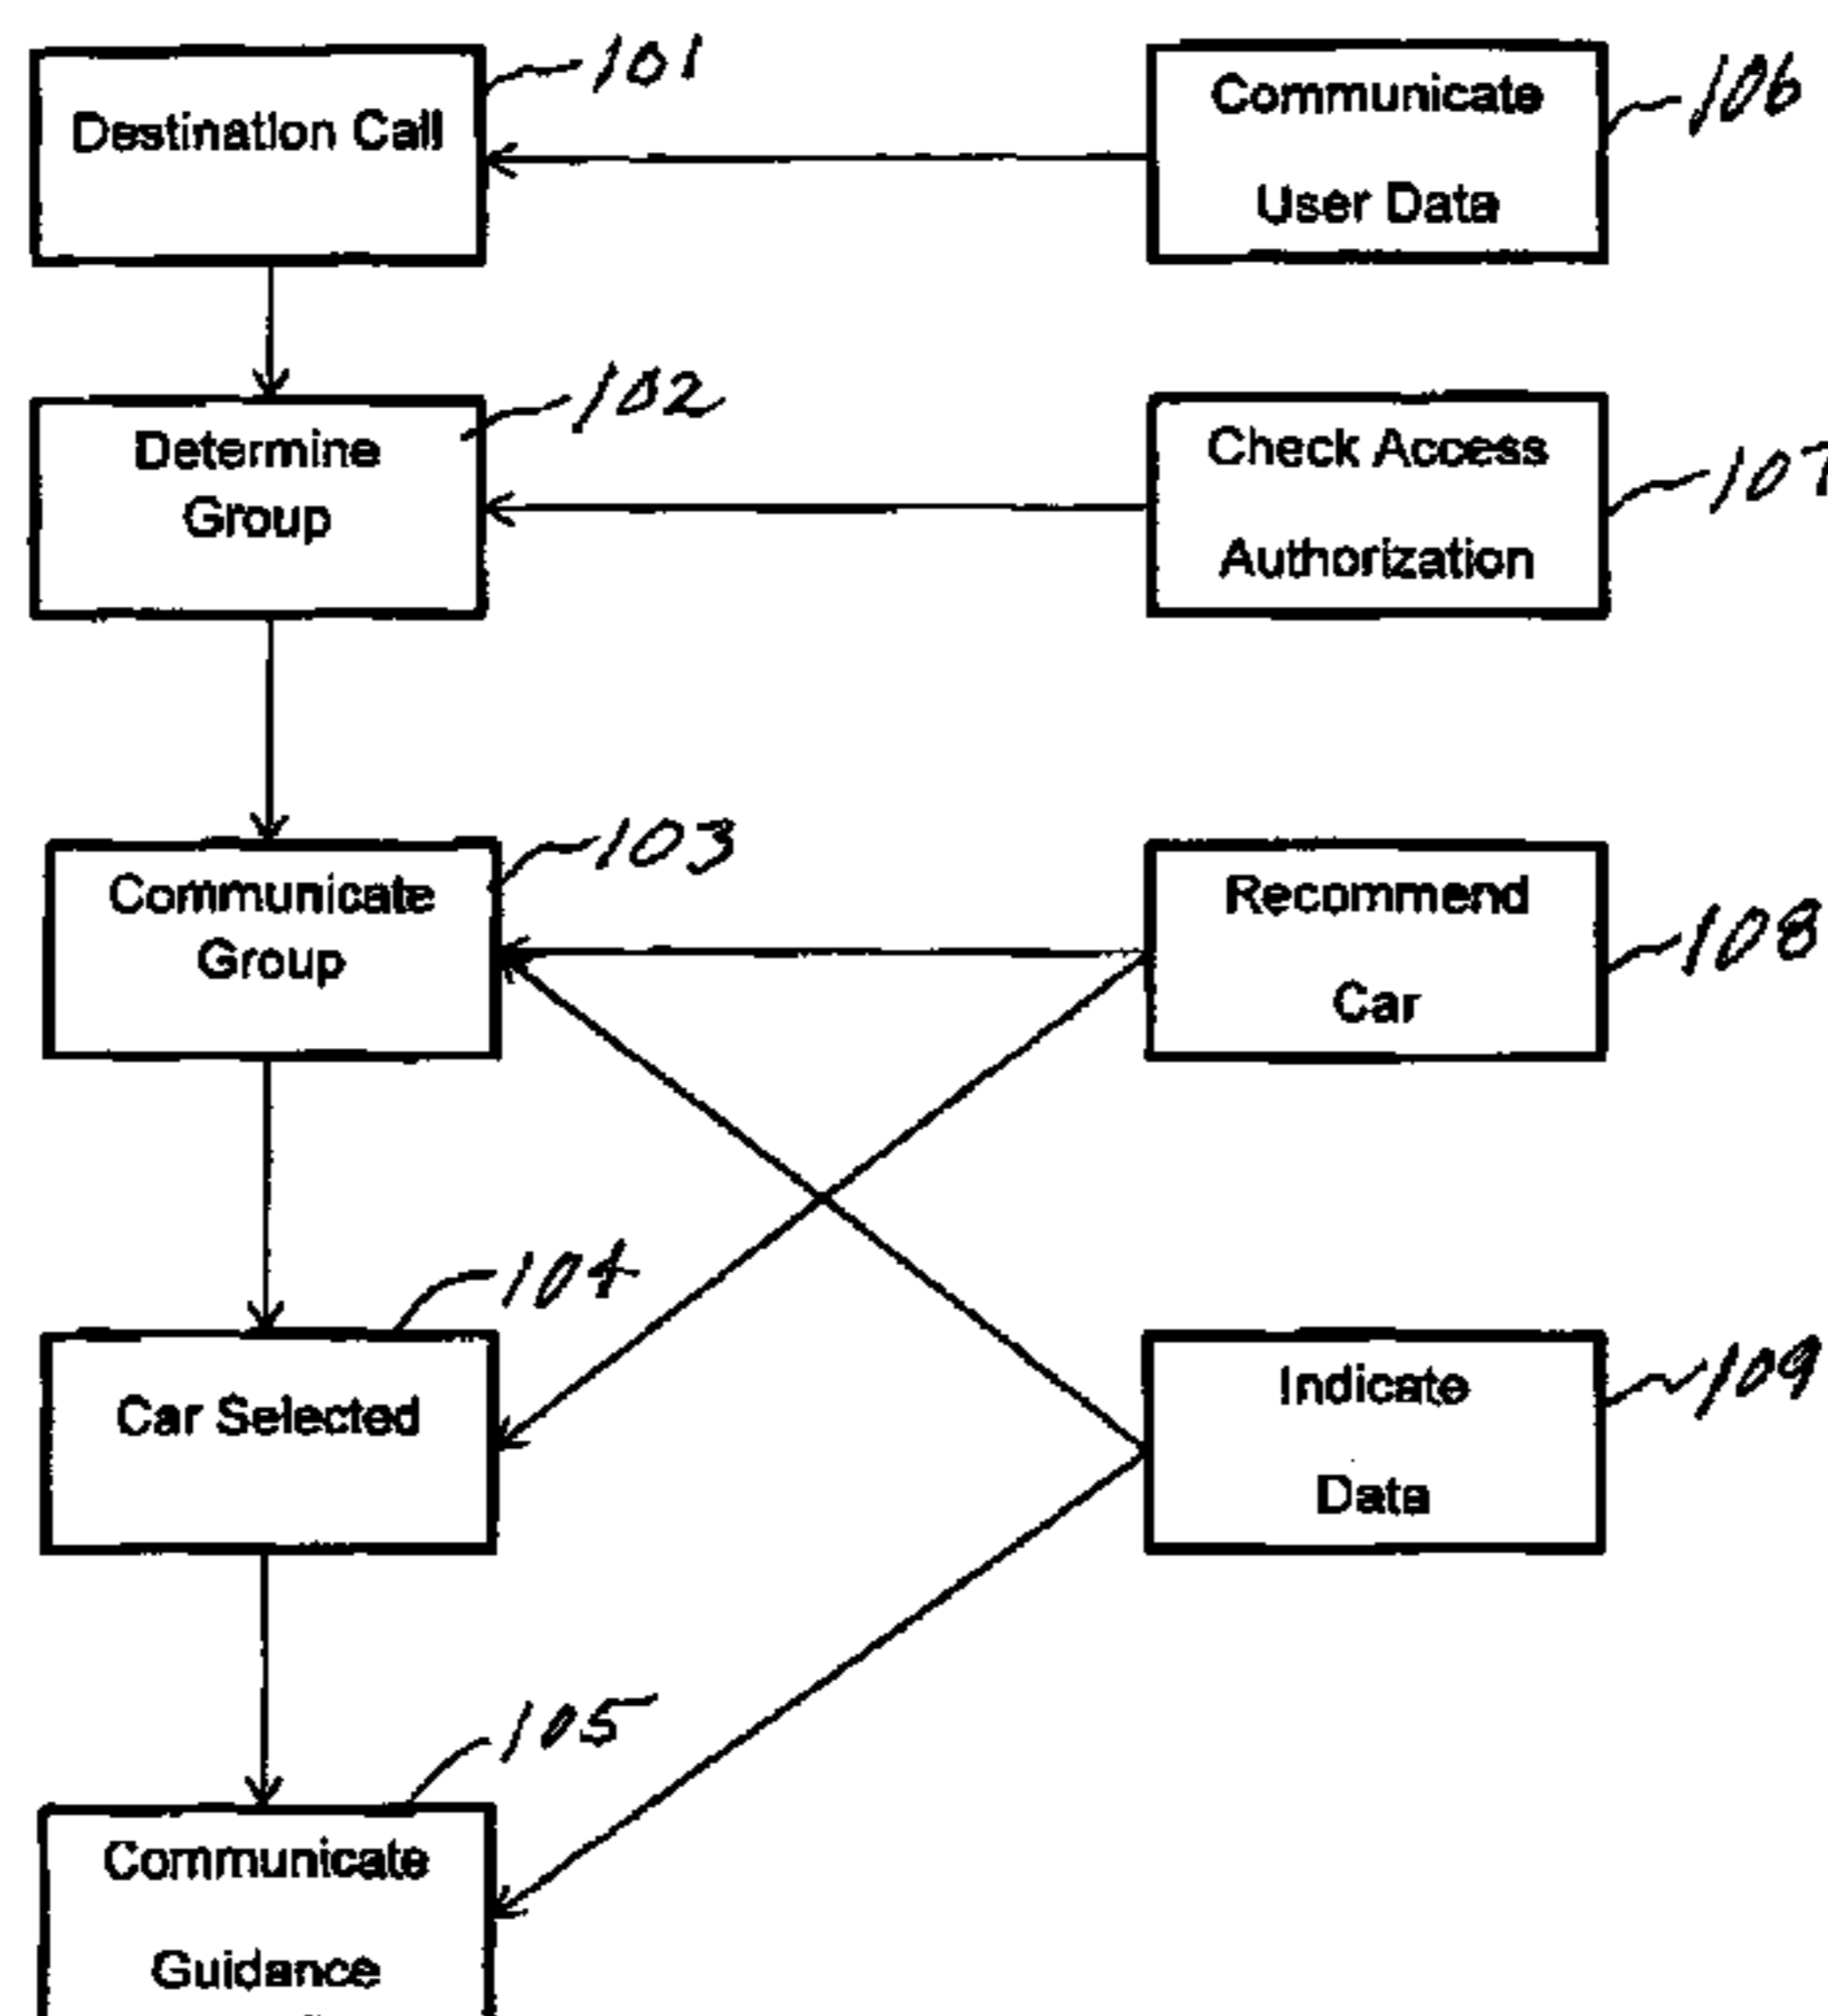 Destination Call
101
Communicate
User Data
106
Determine
Group
102
Check Access
Authorization
107
Communicate
Group
103
Recommend
Car
108
Car Selected
104
Indicate
Data
109
Communicate
Guidance
105